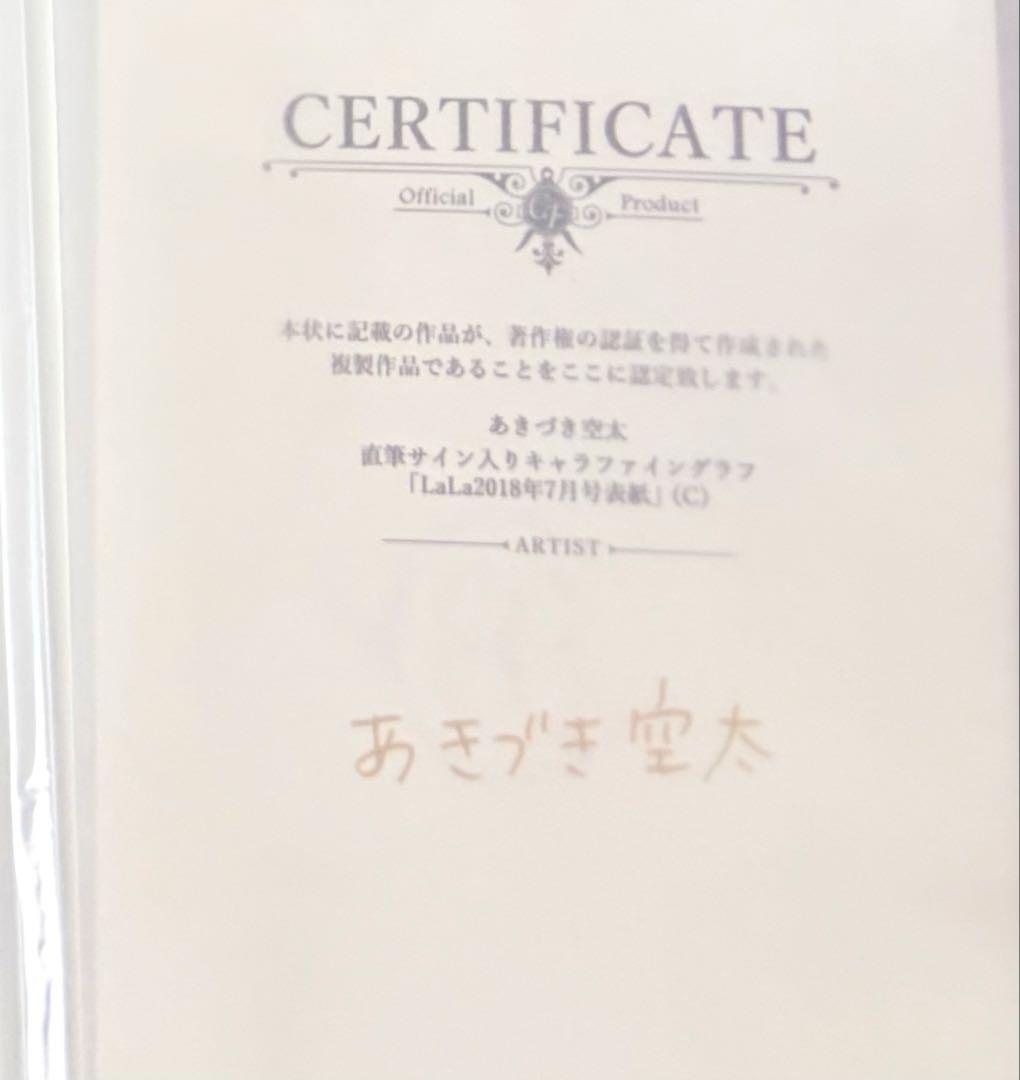 CERTIFICATE
Official Product
本状に記載の作品が、著作権の認証を得て作成された
複製作品であることをここに認定致します。
あきづき空太
直筆サイン入りキャラファイングラフ
「LaLa2018年7月号表紙」(C)
ARTIST
あきづき空太